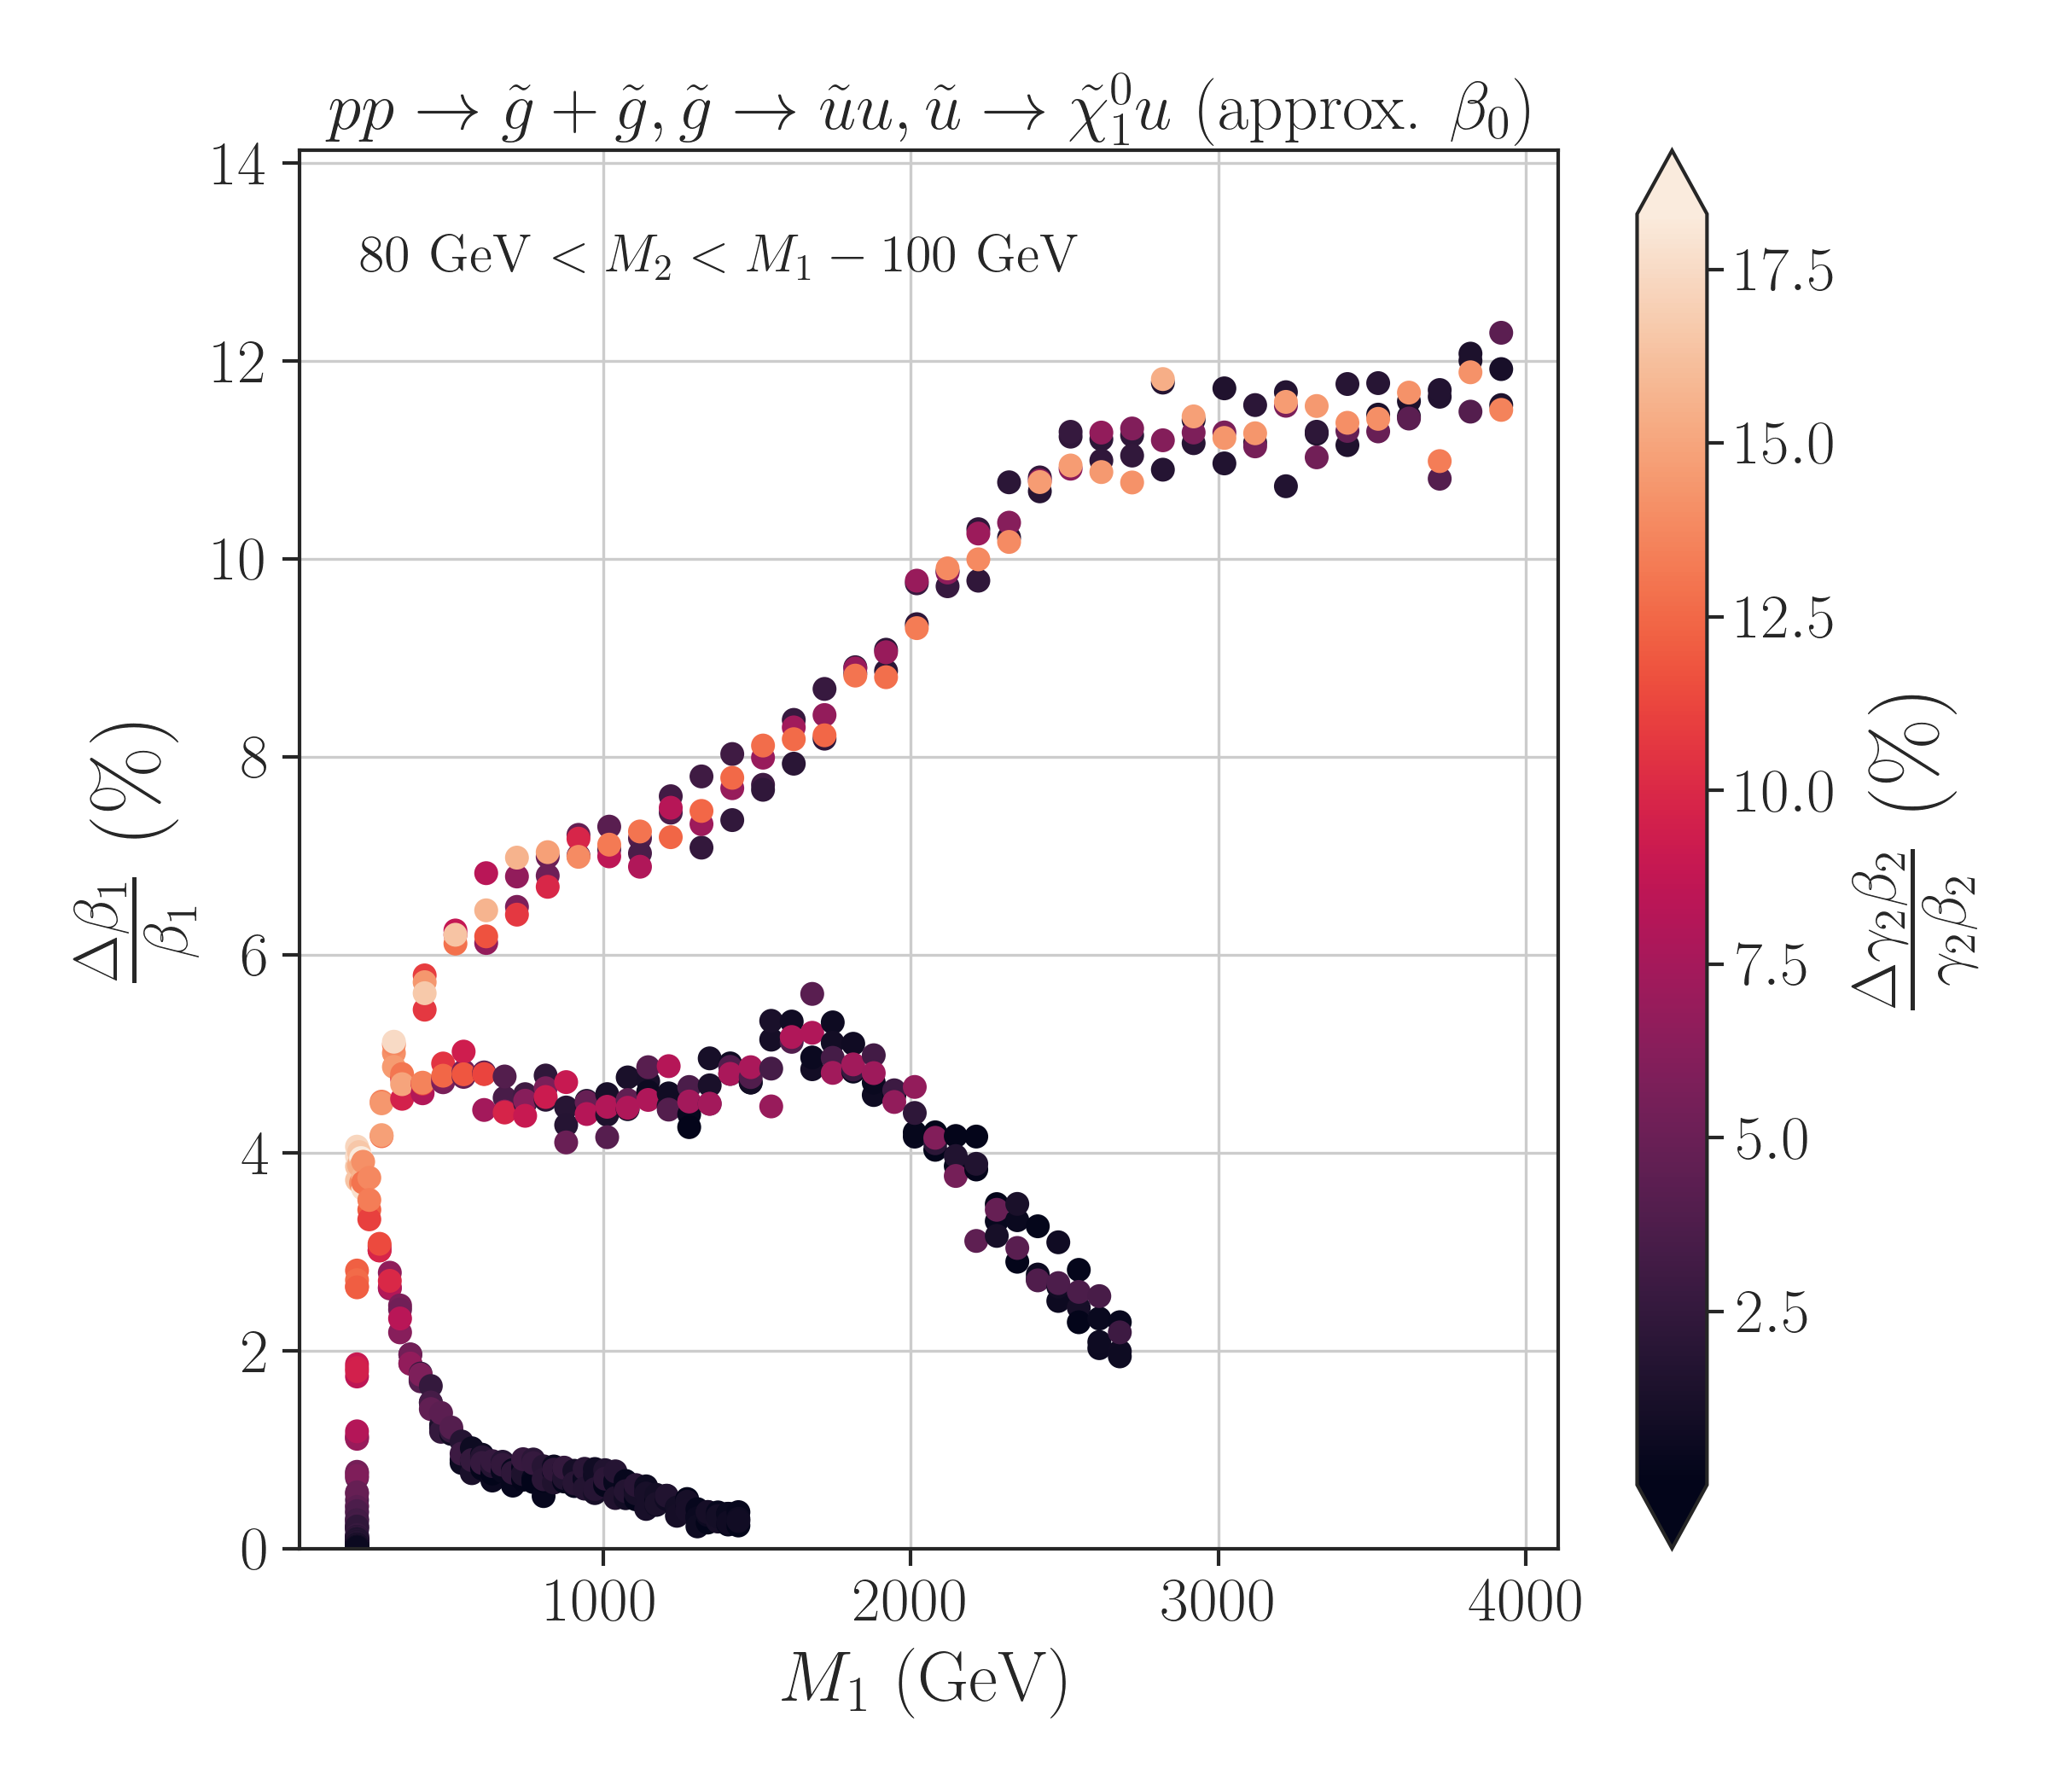 pp → g̃ + g̃, g̃ → ũu, ũ → χ̃₁⁰u (approx. β₀)
80 GeV < M₂ < M₁ − 100 GeV
14
12
10
8
6
4
2
0
Δβ₁/β₁ (%)
1000 2000 3000 4000
M₁ (GeV)
17.5
15.0
12.5
10.0
7.5
5.0
2.5
Δγ₂β₂/γ₂β₂ (%)